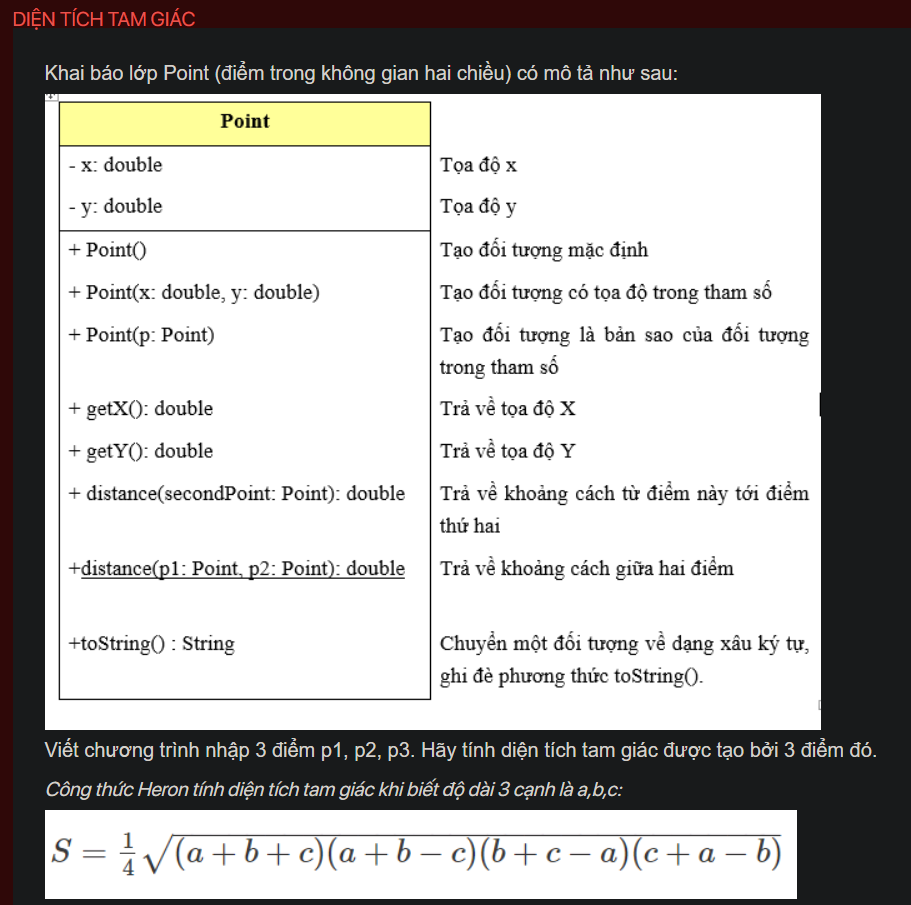 DIỆN TÍCH TAM GIÁC
Khai báo lớp Point (điểm trong không gian hai chiều) có mô tả như sau:
Point
- x: double Tọa độ x
- y: double Tọa độ y
+ Point() Tạo đối tượng mặc định
+ Point(x: double, y: double) Tạo đối tượng có tọa độ trong tham số
+ Point(p: Point) Tạo đối tượng là bản sao của đối tượng
trong tham số
+ getX(): double Trả về tọa độ X
+ getY(): double Trả về tọa độ Y
+ distance(secondPoint: Point): double Trả về khoảng cách từ điểm này tới điểm
thứ hai
+distance(p1: Point, p2: Point): double Trả về khoảng cách giữa hai điểm
+toString() : String Chuyển một đối tượng về dạng xâu ký tự,
ghi đè phương thức toString().
Viết chương trình nhập 3 điểm p1, p2, p3. Hãy tính diện tích tam giác được tạo bởi 3 điểm đó.
Công thức Heron tính diện tích tam giác khi biết độ dài 3 cạnh là a,b,c:
S = 1/4 √(a + b + c)(a + b − c)(b + c − a)(c + a − b)